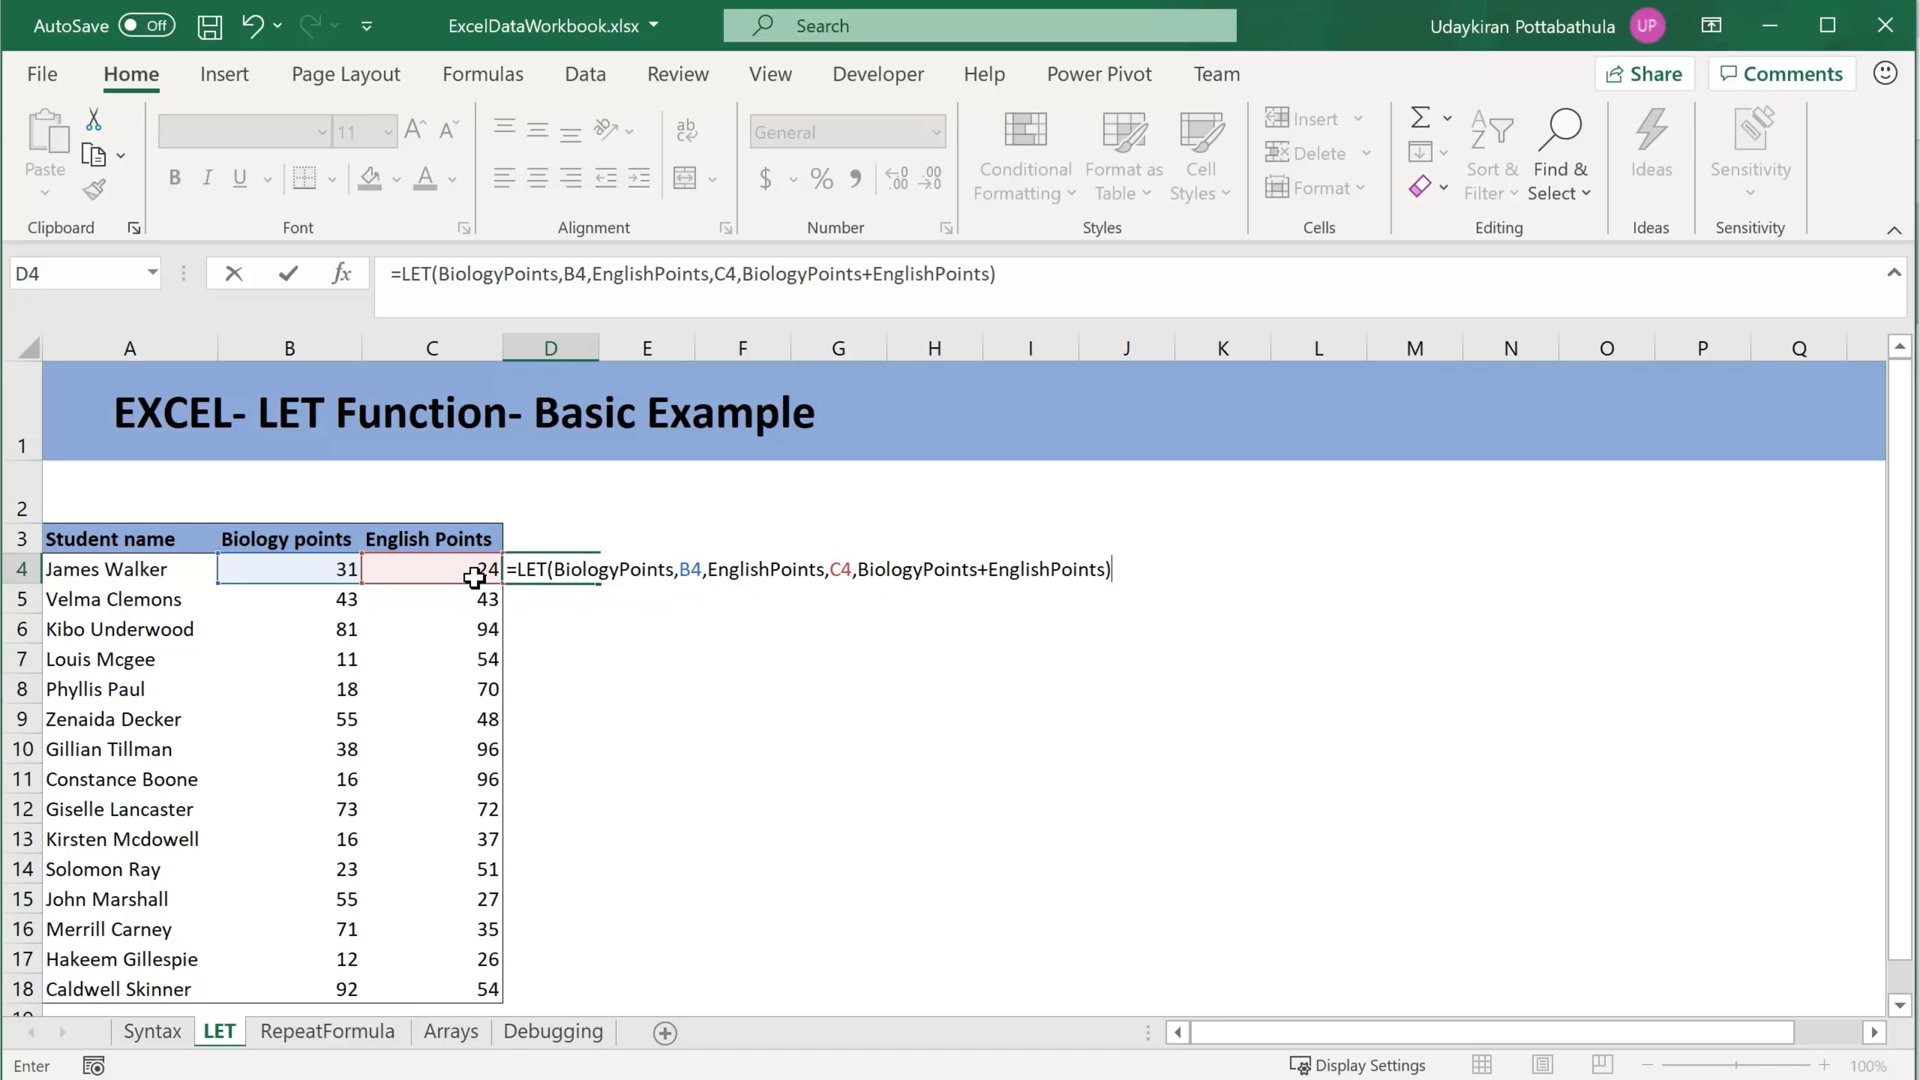 AutoSave Off ExcelDataWorkbook.xlsx Search Udaykiran Pottabathula UP
File Home Insert Page Layout Formulas Data Review View Developer Help Power Pivot Team Share Comments
Paste 11 A^ A General $ % 9 .00 .00 Conditional Formatting Format as Table Cell Styles Insert Delete Format Sort & Filter Find & Select Ideas Sensitivity
B I U A ab
Clipboard Font Alignment Number Styles Cells Editing Ideas Sensitivity
D4 fx =LET(BiologyPoints,B4,EnglishPoints,C4,BiologyPoints+EnglishPoints)
A B C D E F G H I J K L M N O P Q
1 EXCEL- LET Function- Basic Example
2
3 Student name Biology points English Points
4 James Walker 31 24 =LET(BiologyPoints,B4,EnglishPoints,C4,BiologyPoints+EnglishPoints)
5 Velma Clemons 43 43
6 Kibo Underwood 81 94
7 Louis Mcgee 11 54
8 Phyllis Paul 18 70
9 Zenaida Decker 55 48
10 Gillian Tillman 38 96
11 Constance Boone 16 96
12 Giselle Lancaster 73 72
13 Kirsten Mcdowell 16 37
14 Solomon Ray 23 51
15 John Marshall 55 27
16 Merrill Carney 71 35
17 Hakeem Gillespie 12 26
18 Caldwell Skinner 92 54
Syntax LET RepeatFormula Arrays Debugging
Enter Display Settings 100%